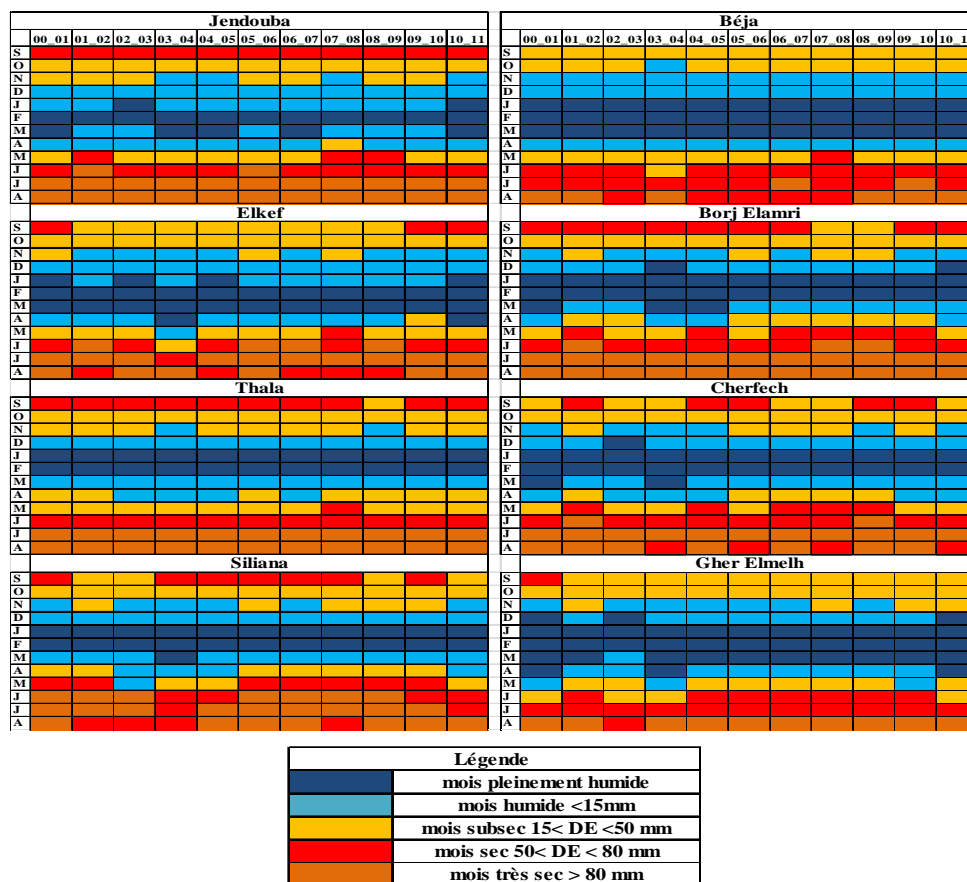 Jendouba Béja
00_01 01_02 02_03 03_04 04_05 05_06 06_07 07_08 08_09 09_10 10_11 00_01 01_02 02_03 03_04 04_05 05_06 06_07 07_08 08_09 09_10 10_1
S S
O O
N N
D D
J J
F F
M M
A A
M M
J J
J J
A A
Elkef Borj Elamri
S S
O O
N N
D D
J J
F F
M M
A A
M M
J J
J J
A A
Thala Cherfech
S S
O O
N N
D D
J J
F F
M M
A A
M M
J J
J J
A A
Siliana Gher Elmelh
S S
O O
N N
D D
J J
F F
M M
A A
M M
J J
J J
A A
Légende
mois pleinement humide
mois humide <15mm
mois subsec 15< DE <50 mm
mois sec 50< DE < 80 mm
mois très sec > 80 mm